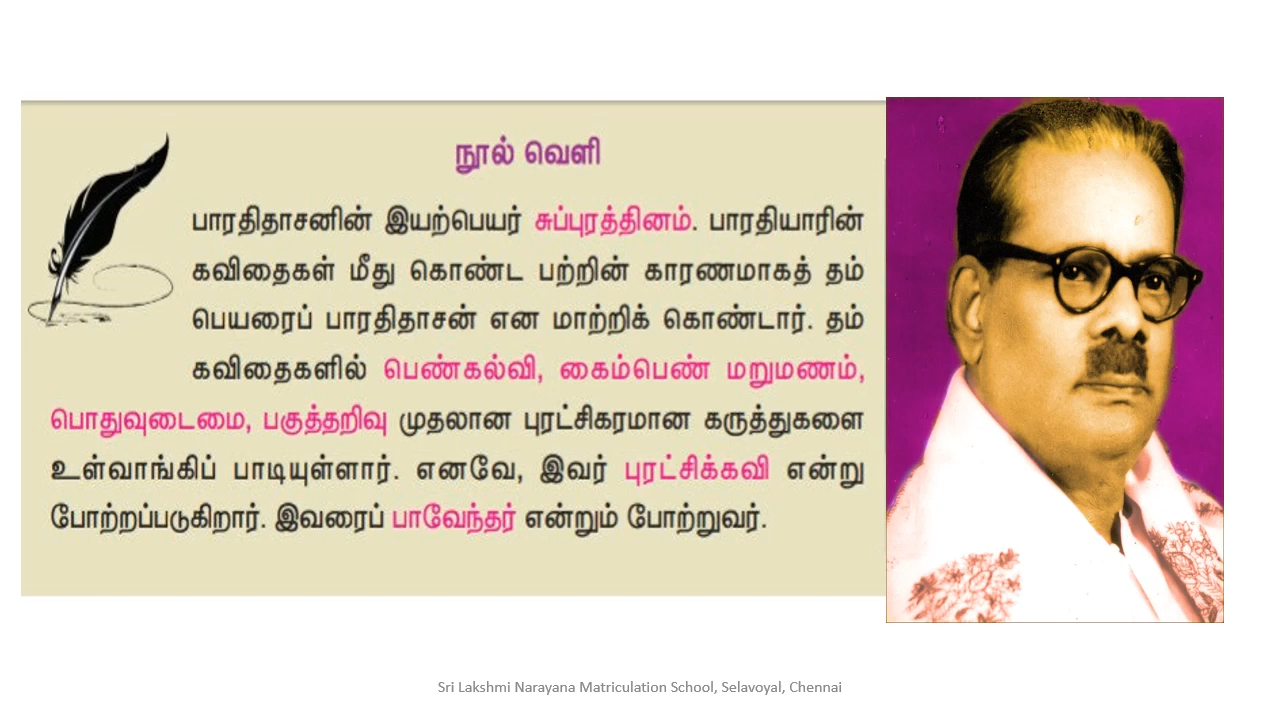 நூல் வெளி
பாரதிதாசனின் இயற்பெயர் சுப்புரத்தினம். பாரதியாரின்
கவிதைகள் மீது கொண்ட பற்றின் காரணமாகத் தம்
பெயரைப் பாரதிதாசன் என மாற்றிக் கொண்டார். தம்
கவிதைகளில் பெண்கல்வி, கைம்பெண் மறுமணம்,
பொதுவுடைமை, பகுத்தறிவு முதலான புரட்சிகரமான கருத்துகளை
உள்வாங்கிப் பாடியுள்ளார். எனவே, இவர் புரட்சிக்கவி என்று
போற்றப்படுகிறார். இவரைப் பாவேந்தர் என்றும் போற்றுவர்.
Sri Lakshmi Narayana Matriculation School, Selavoyal, Chennai